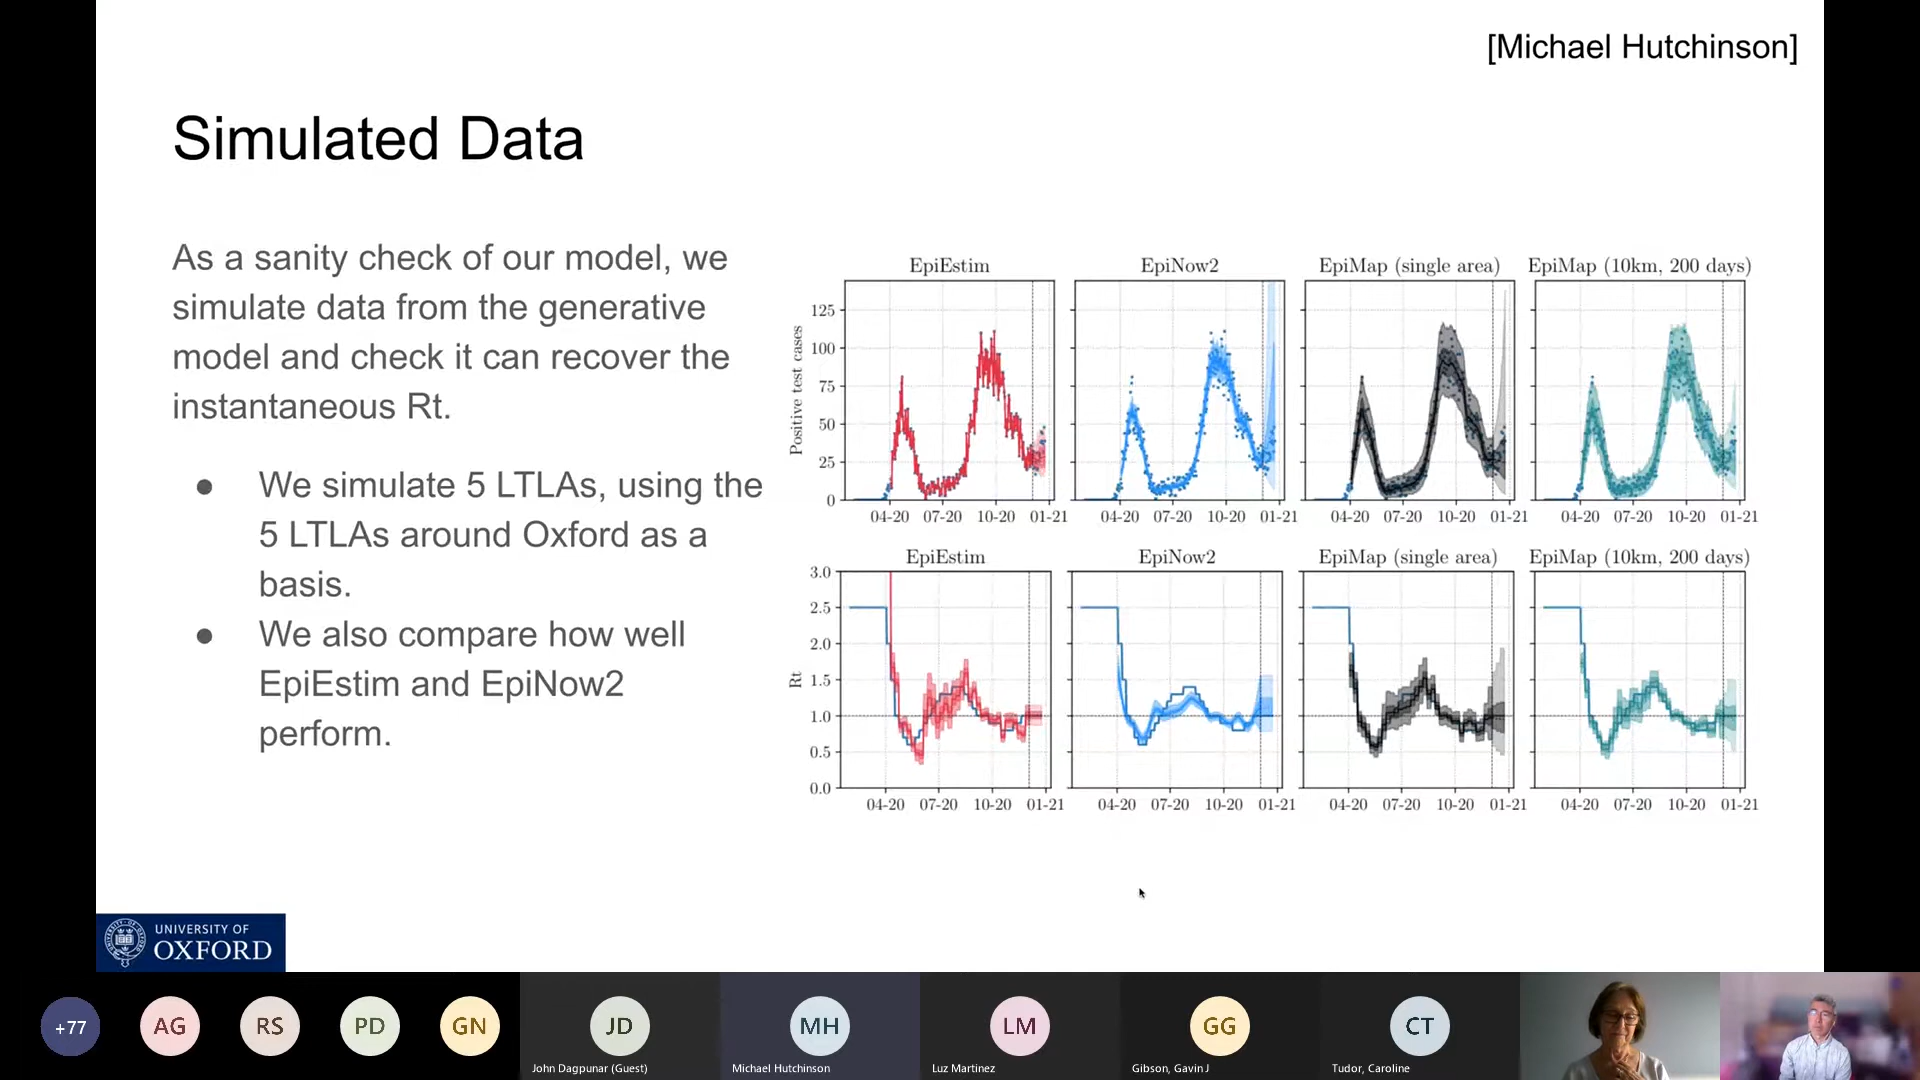 [Michael Hutchinson]
Simulated Data
As a sanity check of our model, we
simulate data from the generative
model and check it can recover the
instantaneous Rt.
● We simulate 5 LTLAs, using the
5 LTLAs around Oxford as a
basis.
● We also compare how well
EpiEstim and EpiNow2
perform.
EpiEstim EpiNow2 EpiMap (single area) EpiMap (10km, 200 days)
Positive test cases
125
100
75
50
25
0
04-20 07-20 10-20 01-21 04-20 07-20 10-20 01-21 04-20 07-20 10-20 01-21 04-20 07-20 10-20 01-21
EpiEstim EpiNow2 EpiMap (single area) EpiMap (10km, 200 days)
Rt
3.0
2.5
2.0
1.5
1.0
0.5
0.0
04-20 07-20 10-20 01-21 04-20 07-20 10-20 01-21 04-20 07-20 10-20 01-21 04-20 07-20 10-20 01-21
UNIVERSITY OF
OXFORD
+77 AG RS PD GN JD MH LM GG CT
John Dagpunar (Guest) Michael Hutchinson Luz Martinez Gibson, Gavin J Tudor, Caroline